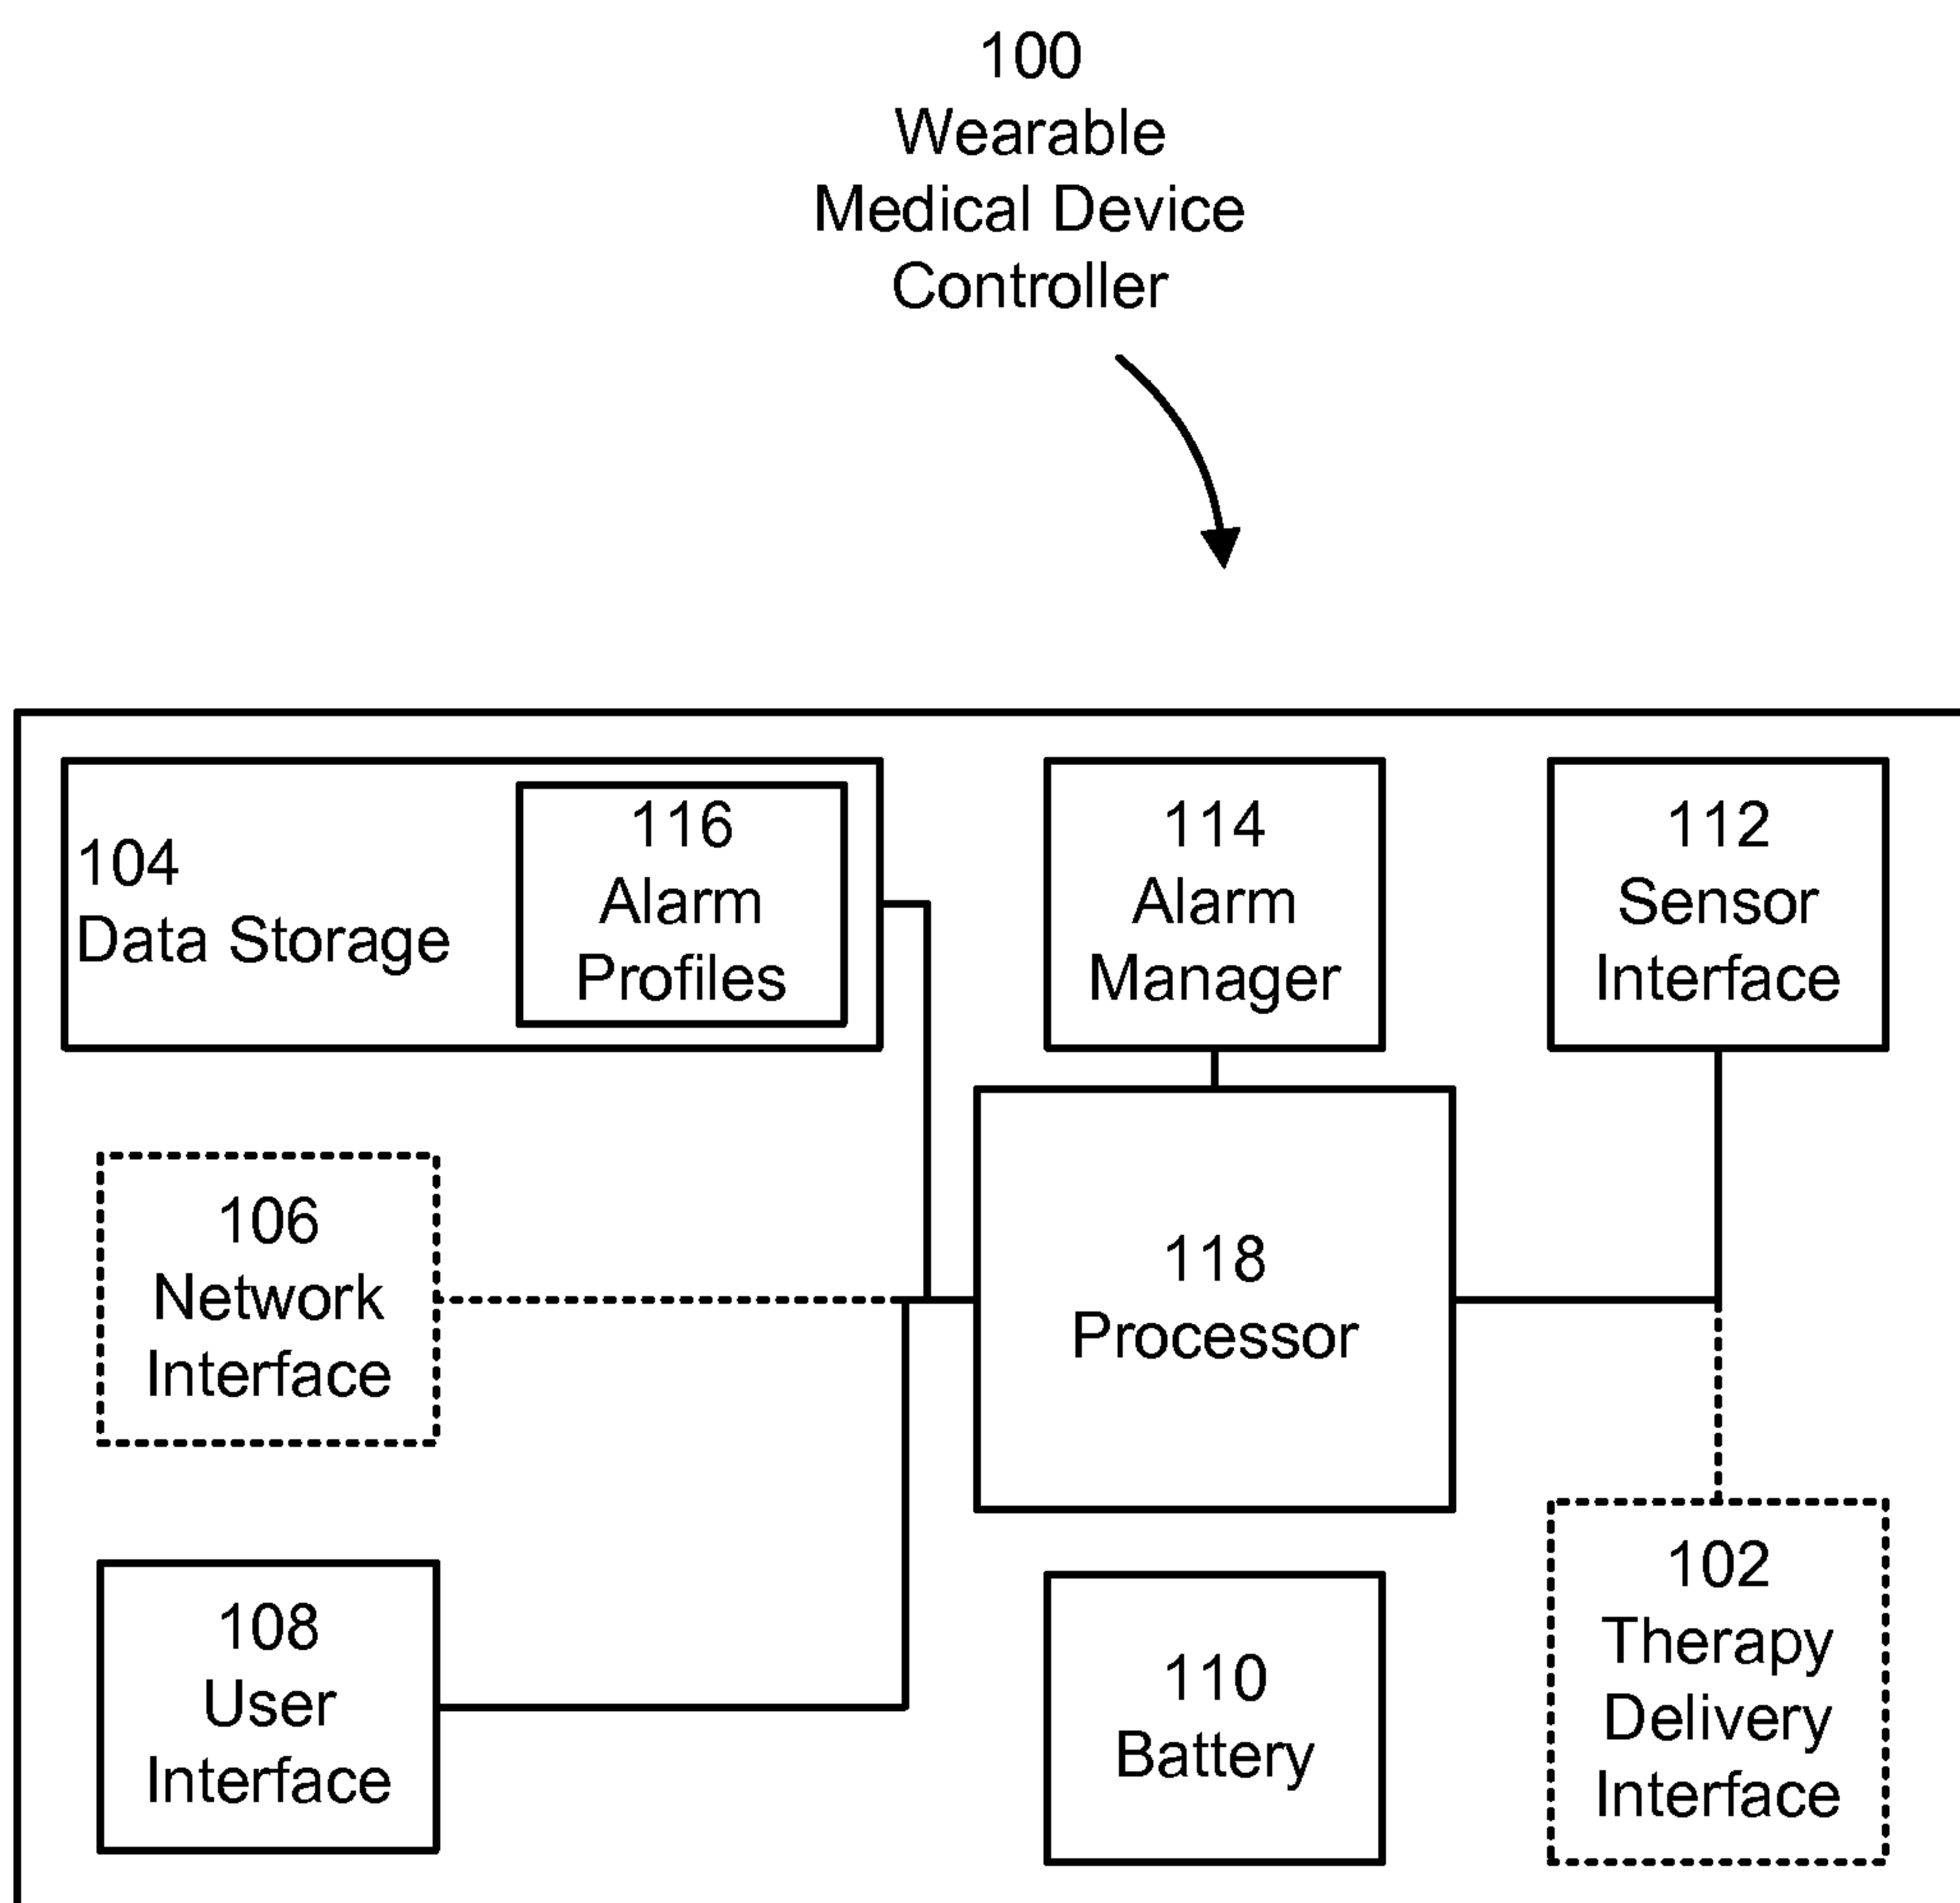 100
Wearable
Medical Device
Controller
104
Data Storage
116
Alarm
Profiles
114
Alarm
Manager
112
Sensor
Interface
106
Network
Interface
118
Processor
108
User
Interface
110
Battery
102
Therapy
Delivery
Interface